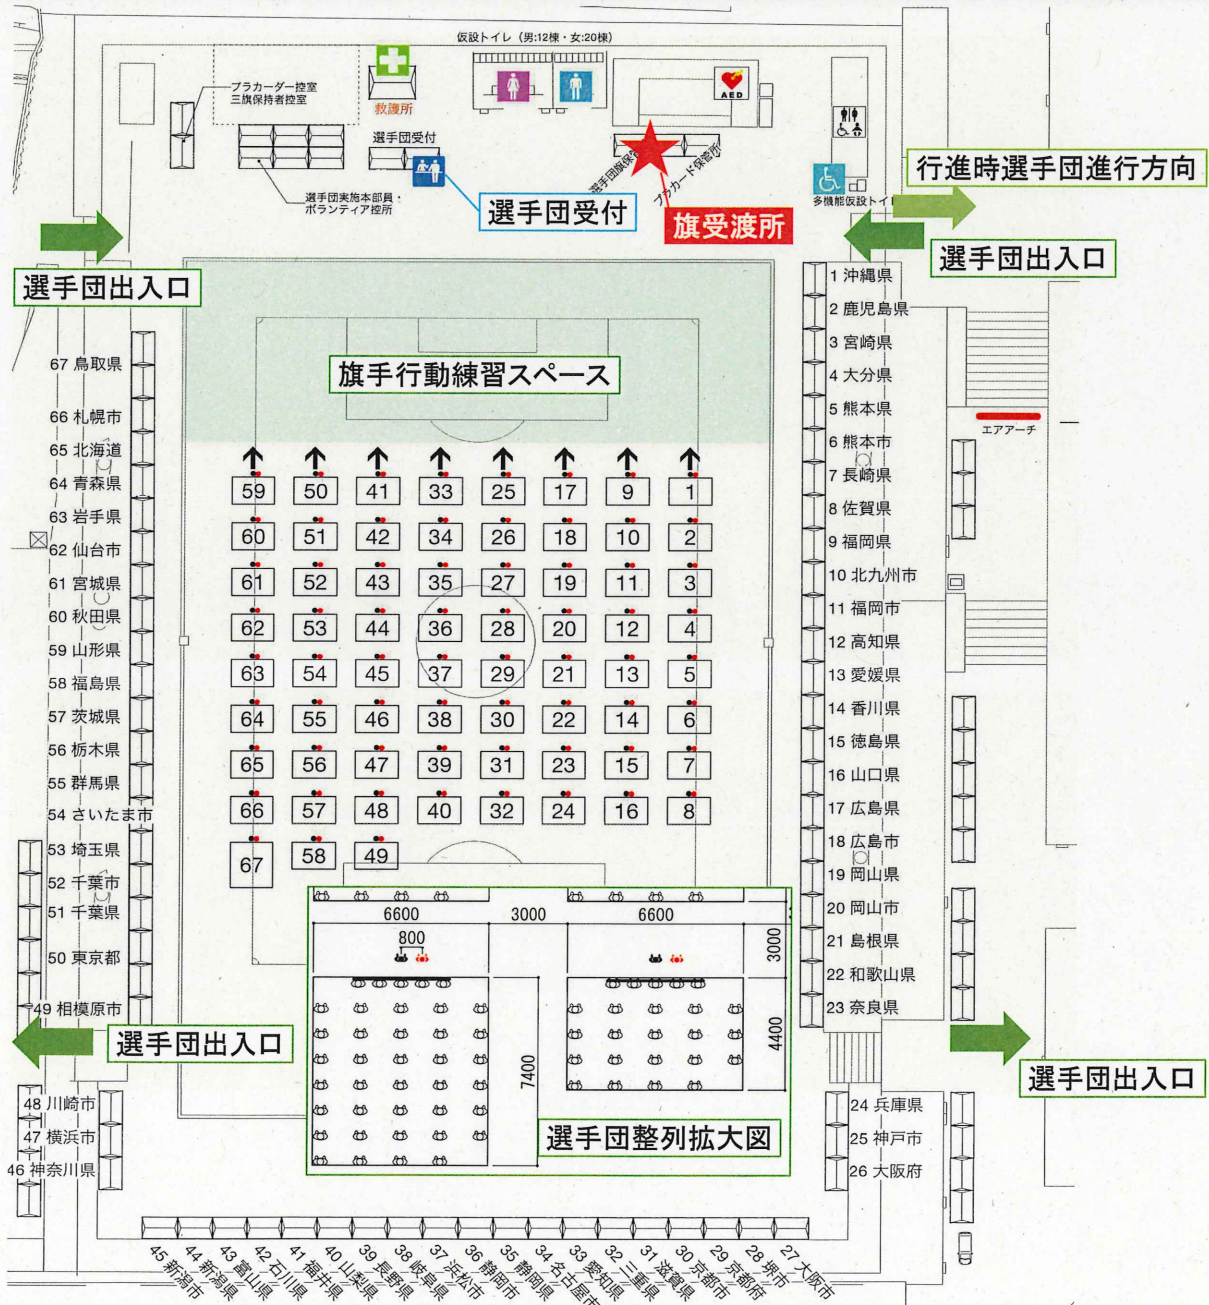 仮設トイレ（男:12棟・女:20棟）
プラカーダー控室
三旗保持者控室
救護所
AED
選手団受付
選手団実施本部員・
ボランティア控所
選手団受付
選手団旗保管
プラカード保管所
旗受渡所
多機能仮設トイレ
行進時選手団進行方向
選手団出入口
選手団出入口
旗手行動練習スペース
エアアーチ
67 鳥取県
66 札幌市
65 北海道
64 青森県
63 岩手県
62 仙台市
61 宮城県
60 秋田県
59 山形県
58 福島県
57 茨城県
56 栃木県
55 群馬県
54 さいたま市
53 埼玉県
52 千葉市
51 千葉県
50 東京都
49 相模原市
選手団出入口
48 川崎市
47 横浜市
46 神奈川県
59 50 41 33 25 17 9 1
60 51 42 34 26 18 10 2
61 52 43 35 27 19 11 3
62 53 44 36 28 20 12 4
63 54 45 37 29 21 13 5
64 55 46 38 30 22 14 6
65 56 47 39 31 23 15 7
66 57 48 40 32 24 16 8
67 58 49
6600 3000 6600
800
3000
7400
4400
選手団整列拡大図
1 沖縄県
2 鹿児島県
3 宮崎県
4 大分県
5 熊本県
6 熊本市
7 長崎県
8 佐賀県
9 福岡県
10 北九州市
11 福岡市
12 高知県
13 愛媛県
14 香川県
15 徳島県
16 山口県
17 広島県
18 広島市
19 岡山県
20 岡山市
21 島根県
22 和歌山県
23 奈良県
選手団出入口
24 兵庫県
25 神戸市
26 大阪府
45 新潟市
44 新潟県
43 富山県
42 石川県
41 福井県
40 山梨県
39 長野県
38 岐阜県
37 浜松市
36 静岡市
35 静岡県
34 名古屋市
33 愛知県
32 三重県
31 滋賀県
30 京都市
29 京都府
28 堺市
27 大阪市